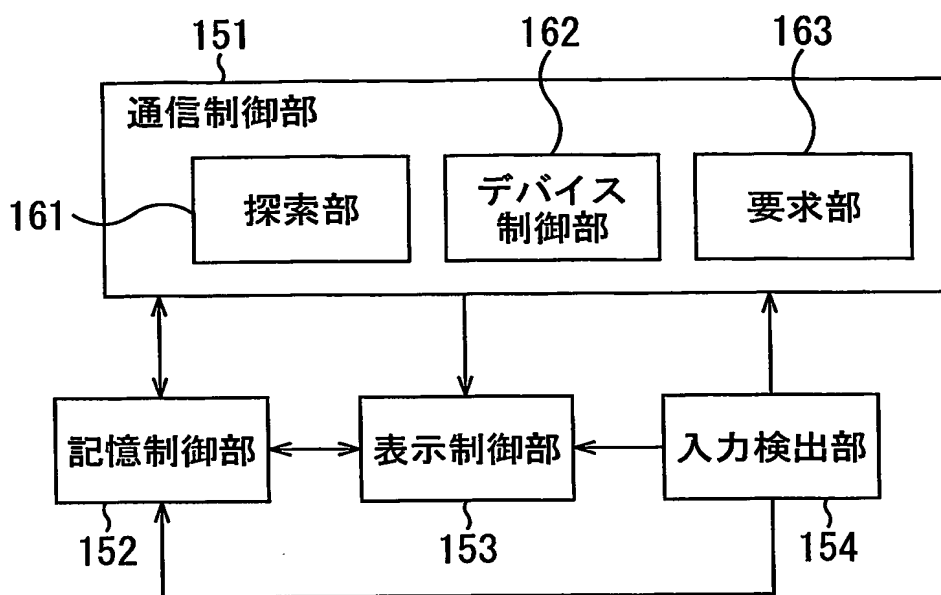 151
162
163
通信制御部
161
探索部
デバイス
制御部
要求部
記憶制御部
表示制御部
入力検出部
152
153
154